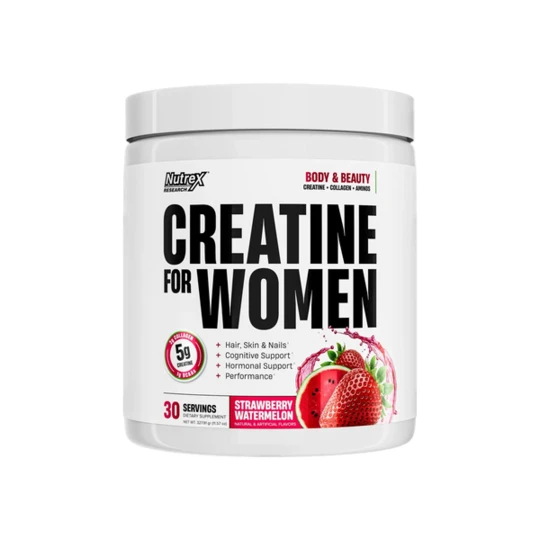 Nutrex
RESEARCH
BODY & BEAUTY
CREATINE + COLLAGEN + AMINOS
CREATINE
FOR WOMEN
5g
CREATINE
+ Hair, Skin & Nails
+ Cognitive Support
+ Hormonal Support
+ Performance
30 SERVINGS
DIETARY SUPPLEMENT
STRAWBERRY
WATERMELON
NATURAL & ARTIFICIAL FLAVORS